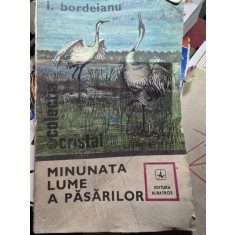 i. bordeianu
colecția
cristal
MINUNATA
LUME
A PĂSĂRILOR
EDITURA
ALBATROS